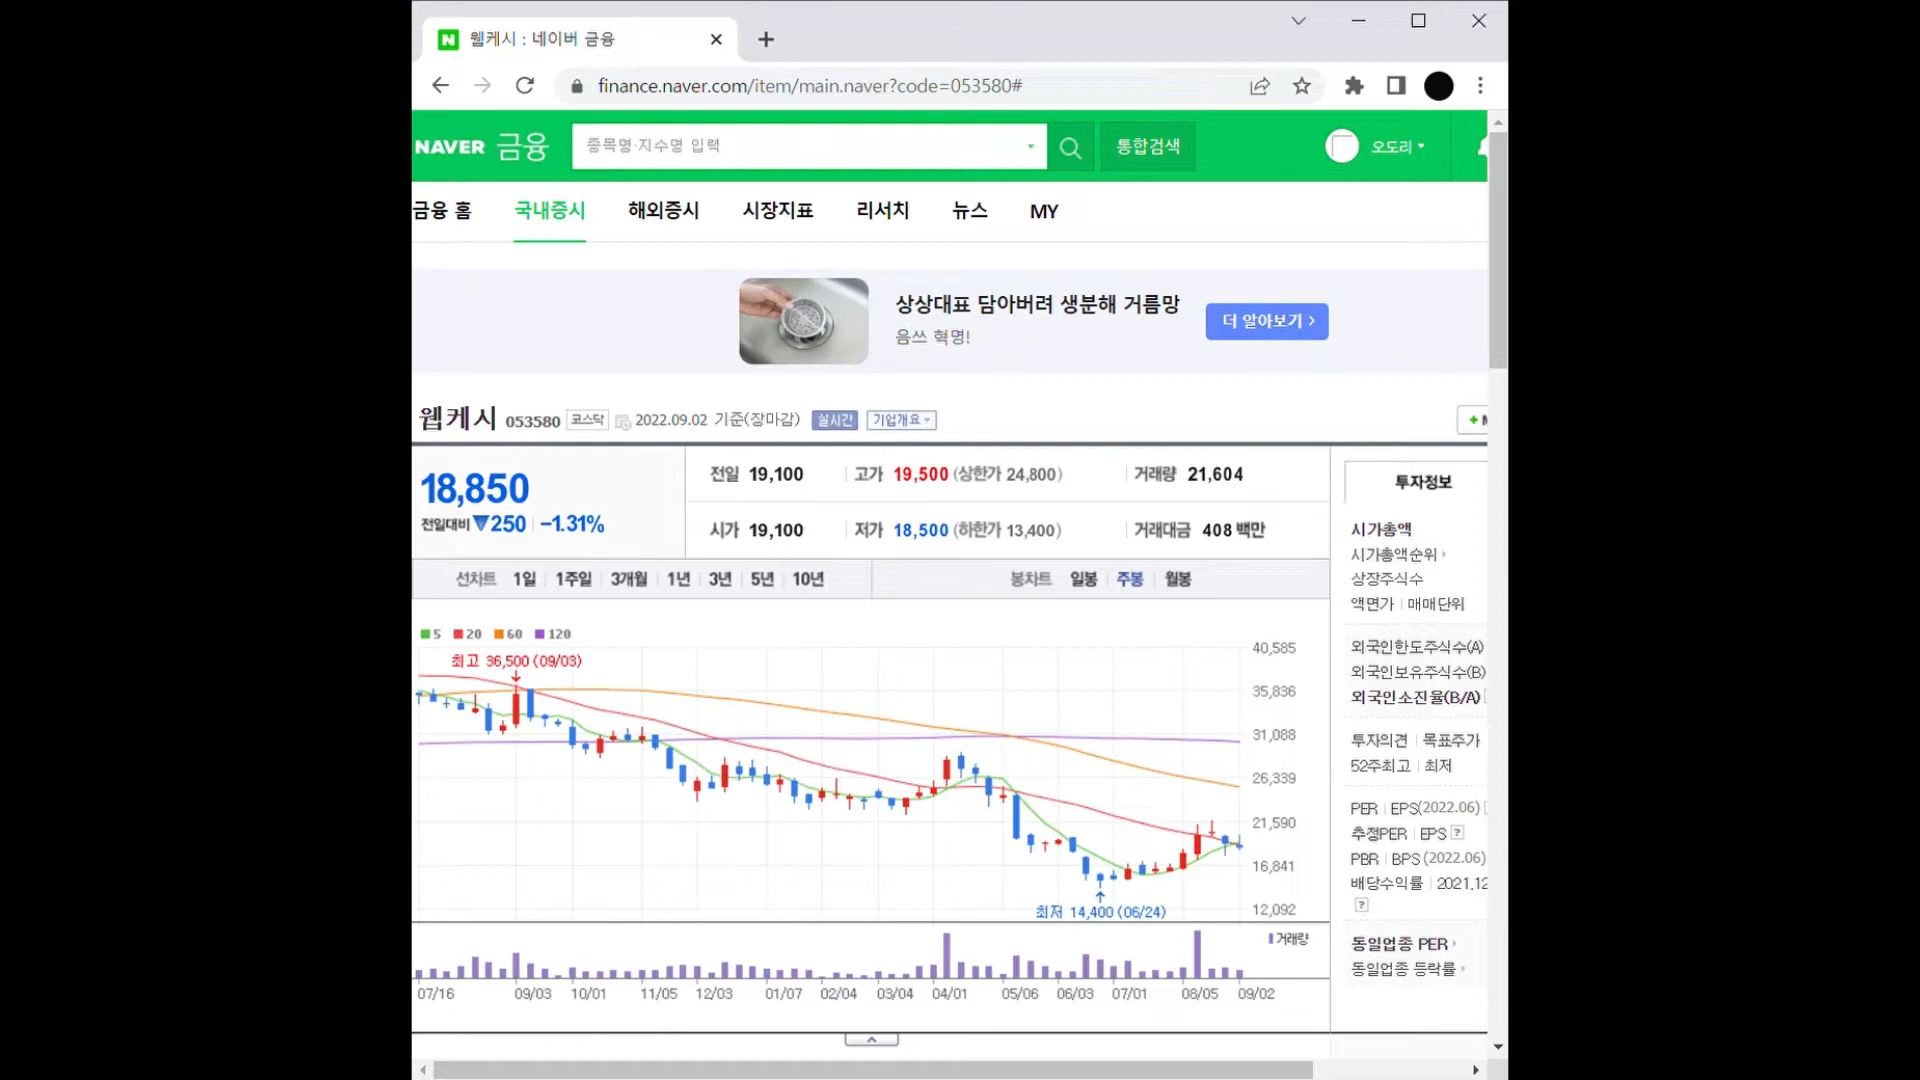 웹케시 : 네이버 금융
finance.naver.com/item/main.naver?code=053580#
NAVER 금융
종목명·지수명 입력
통합검색
오도리
금융 홈
국내증시
해외증시
시장지표
리서치
뉴스
MY
상상대표 담아버려 생분해 거름망
음쓰 혁명!
더 알아보기 >
웹케시 053580 코스닥 2022.09.02 기준(장마감) 실시간 기업개요
18,850
전일대비 ▼250 -1.31%
전일 19,100 고가 19,500 (상한가 24,800) 거래량 21,604
시가 19,100 저가 18,500 (하한가 13,400) 거래대금 408 백만
선차트 1일 1주일 3개월 1년 3년 5년 10년
봉차트 일봉 주봉 월봉
5 20 60 120
최고 36,500 (09/03)
40,585
35,836
31,088
26,339
21,590
16,841
12,092
최저 14,400 (06/24)
거래량
07/16 09/03 10/01 11/05 12/03 01/07 02/04 03/04 04/01 05/06 06/03 07/01 08/05 09/02
투자정보
시가총액
시가총액순위
상장주식수
액면가 매매단위
외국인한도주식수(A)
외국인보유주식수(B)
외국인소진율(B/A)
투자의견 목표주가
52주최고 최저
PER EPS(2022.06)
추정PER EPS ?
PBR BPS (2022.06)
배당수익률 2021.12
?
동일업종 PER
동일업종 등락률